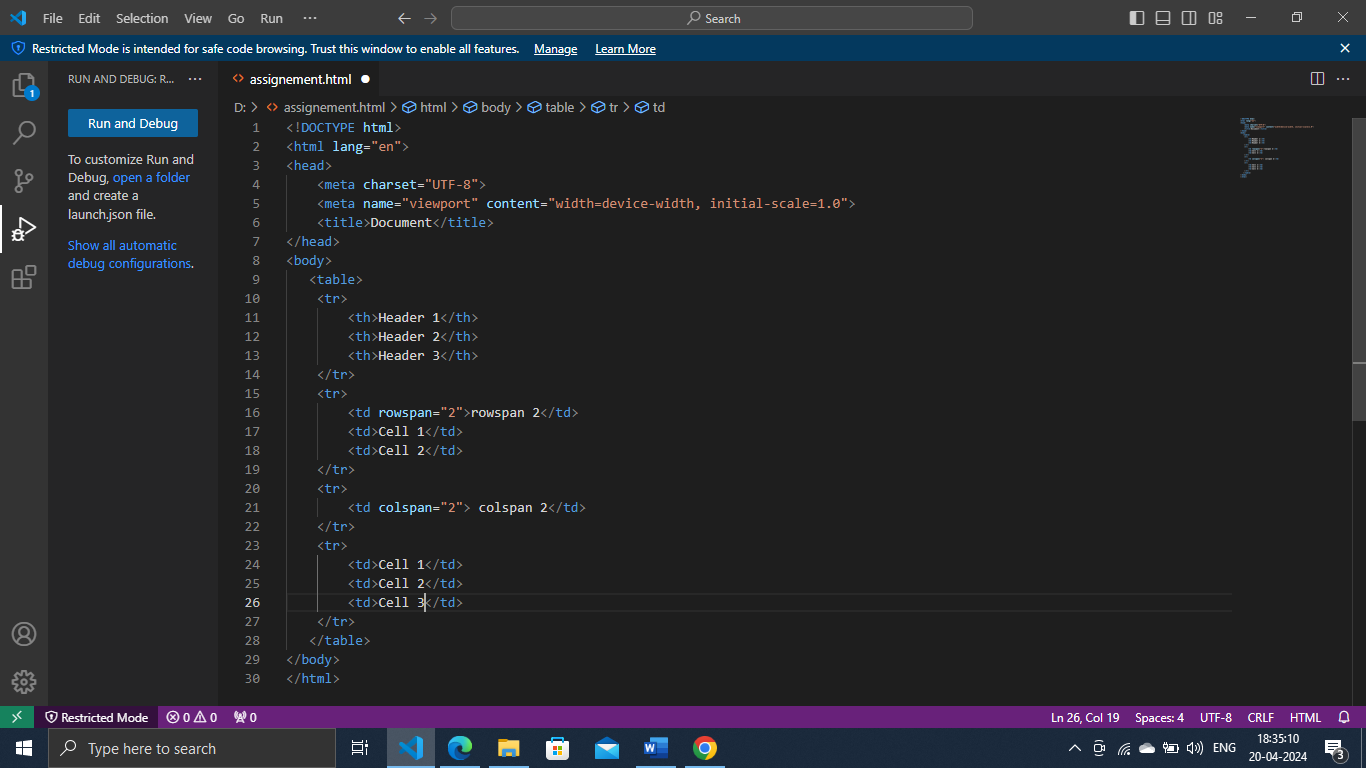 File Edit Selection View Go Run ··· Search
Restricted Mode is intended for safe code browsing. Trust this window to enable all features. Manage Learn More
RUN AND DEBUG: R... ···
assignement.html
1
Run and Debug
To customize Run and
Debug, open a folder
and create a
launch.json file.
Show all automatic
debug configurations.
D: > assignement.html > html > body > table > tr > td
1 <!DOCTYPE html>
2 <html lang="en">
3 <head>
4 <meta charset="UTF-8">
5 <meta name="viewport" content="width=device-width, initial-scale=1.0">
6 <title>Document</title>
7 </head>
8 <body>
9 <table>
10 <tr>
11 <th>Header 1</th>
12 <th>Header 2</th>
13 <th>Header 3</th>
14 </tr>
15 <tr>
16 <td rowspan="2">rowspan 2</td>
17 <td>Cell 1</td>
18 <td>Cell 2</td>
19 </tr>
20 <tr>
21 <td colspan="2"> colspan 2</td>
22 </tr>
23 <tr>
24 <td>Cell 1</td>
25 <td>Cell 2</td>
26 <td>Cell 3</td>
27 </tr>
28 </table>
29 </body>
30 </html>
Restricted Mode 0 0 0 Ln 26, Col 19 Spaces: 4 UTF-8 CRLF HTML
Type here to search W ENG 18:35:10
20-04-2024 3